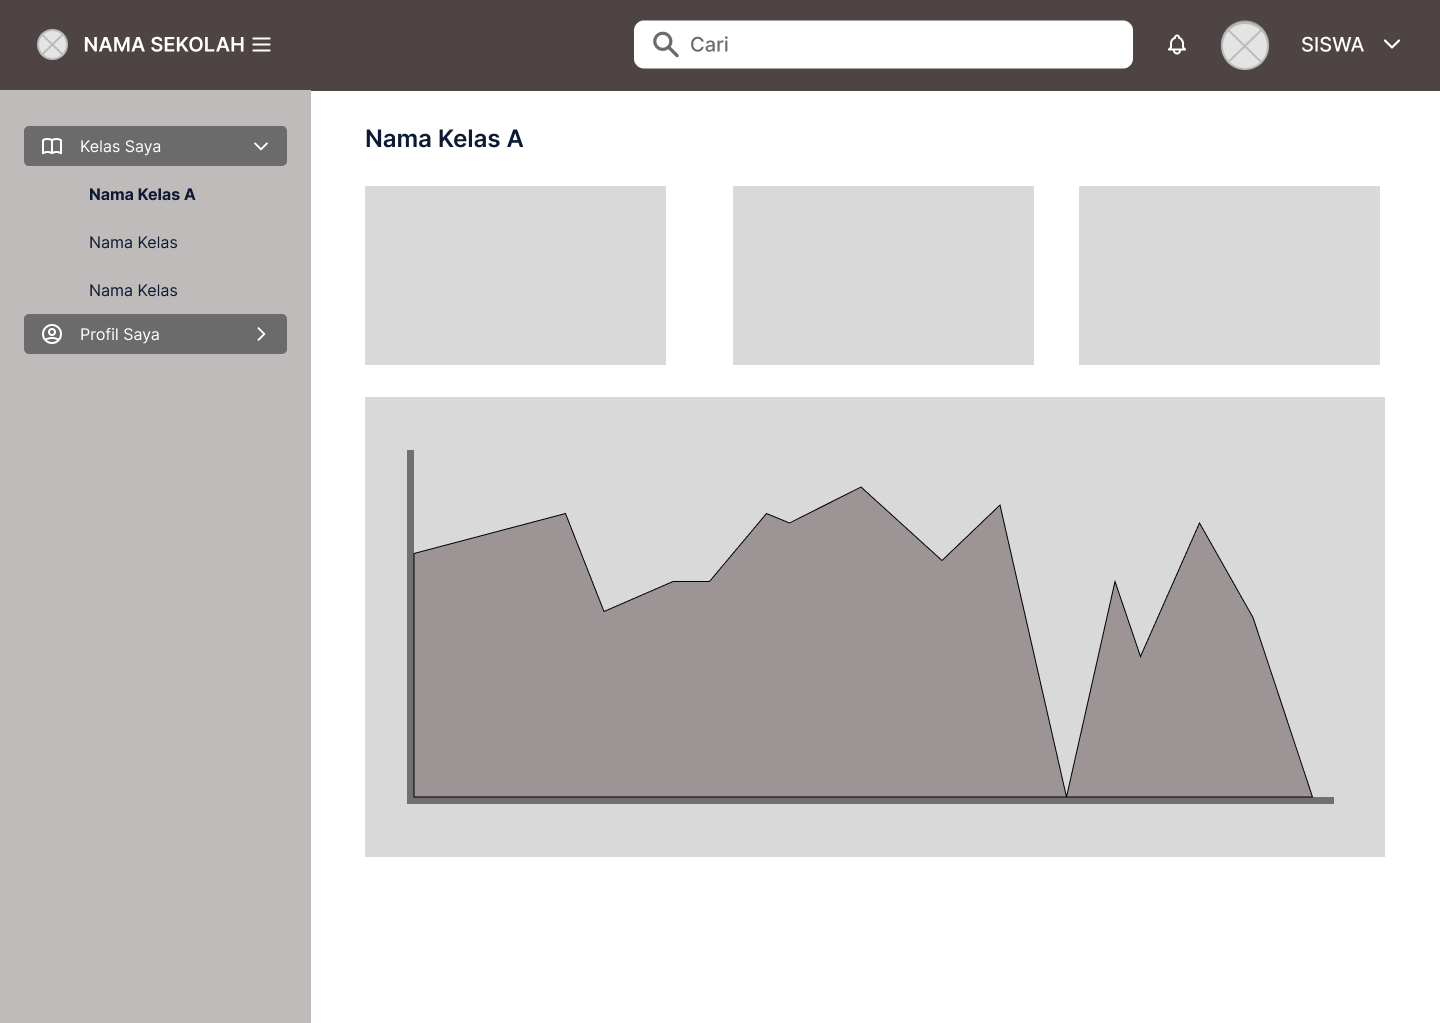 NAMA SEKOLAH
Cari
SISWA
Kelas Saya
Nama Kelas A
Nama Kelas
Nama Kelas
Profil Saya
Nama Kelas A